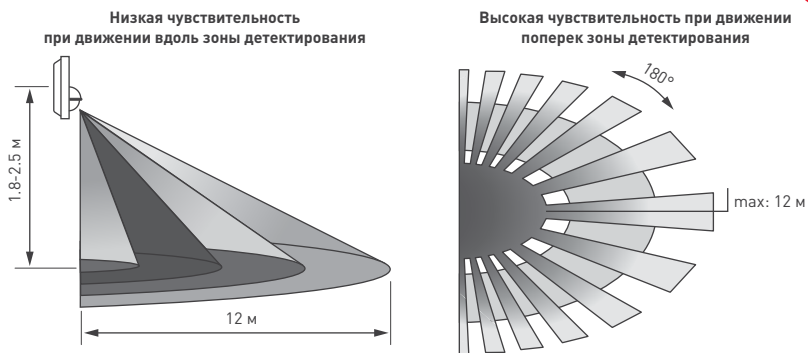 Низкая чувствительность
при движении вдоль зоны детектирования
1.8-2.5 м
12 м
Высокая чувствительность при движении
поперек зоны детектирования
180°
max: 12 м